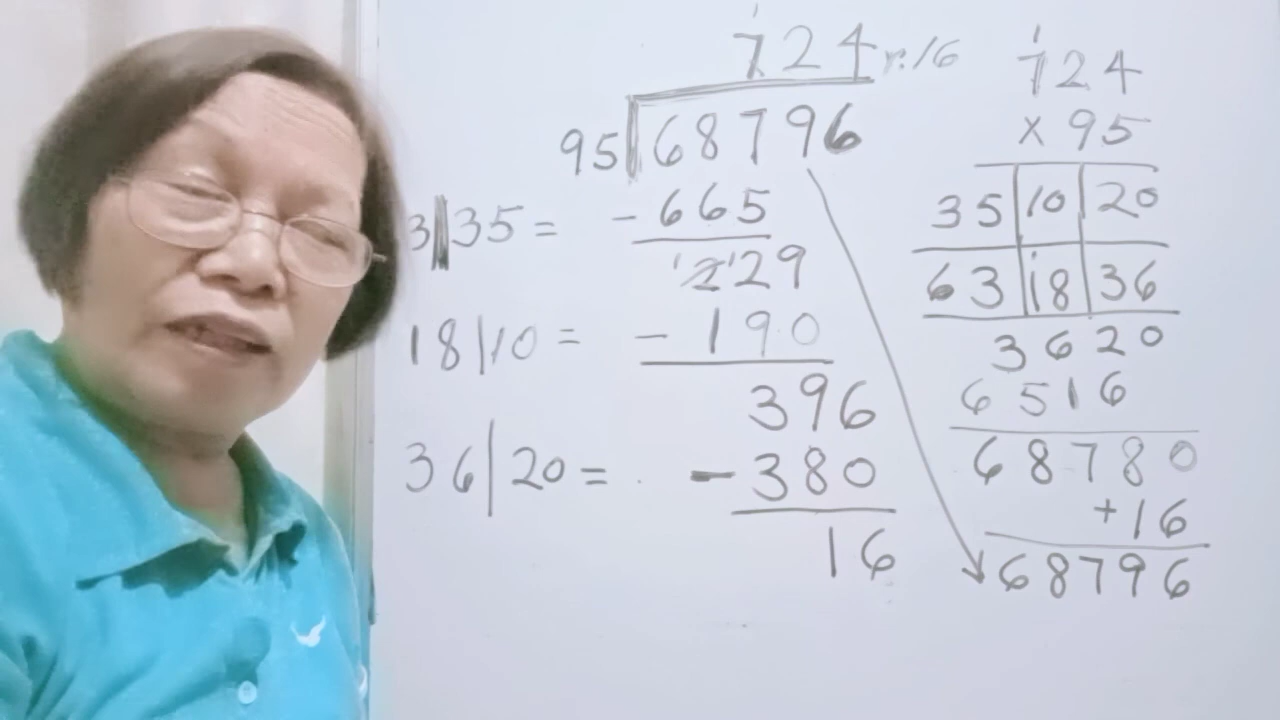 724 r.16
95 68796
3|35 = - 665
229
18|10 = - 190
396
36|20 = - 380
16
724
x 95
35|10|20
63|18|36
3620
6516
68780
+16
68796